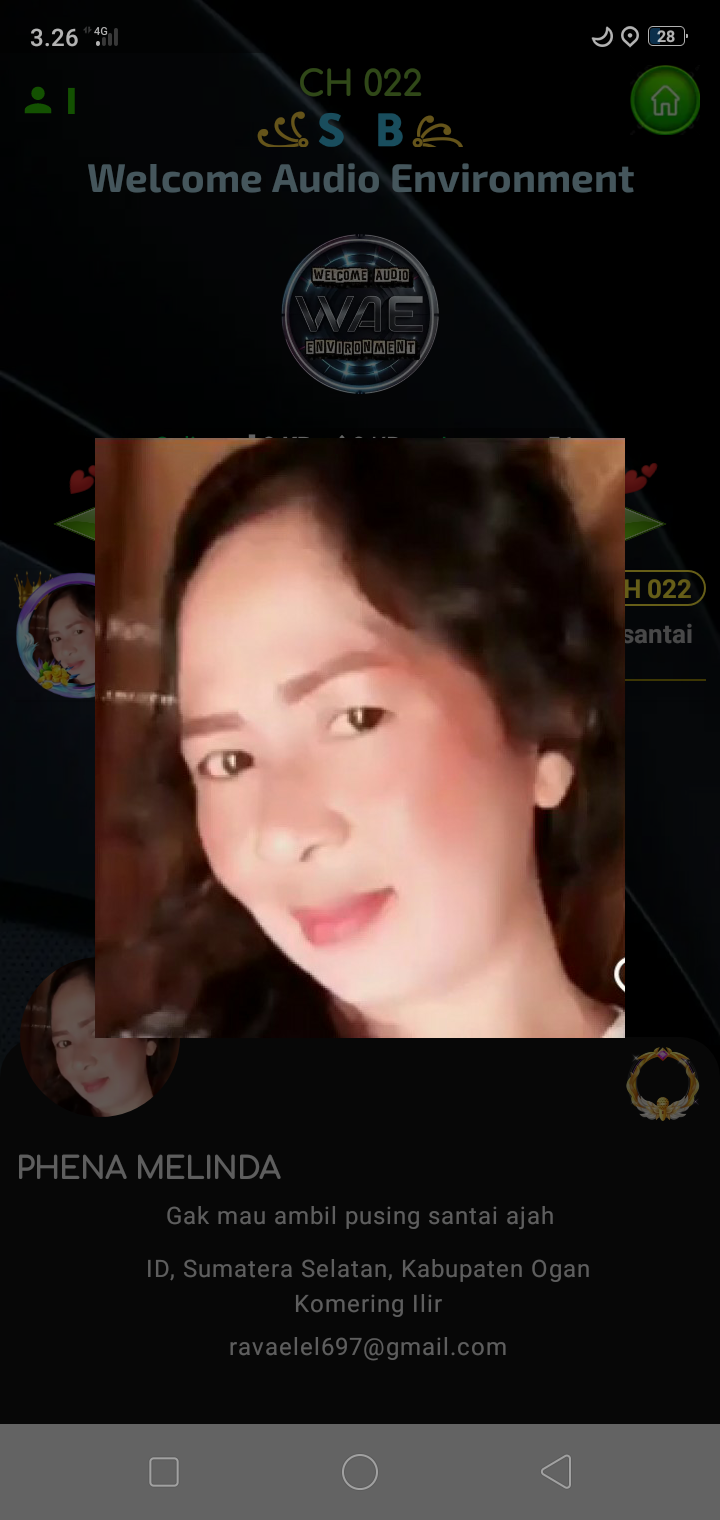 3.26
4G
28
CH 022
S B
Welcome Audio Environment
WELCOME AUDIO
WAE
ENVIRONMENT
H 022
santai
PHENA MELINDA
Gak mau ambil pusing santai ajah
ID, Sumatera Selatan, Kabupaten Ogan
Komering Ilir
ravaelel697@gmail.com